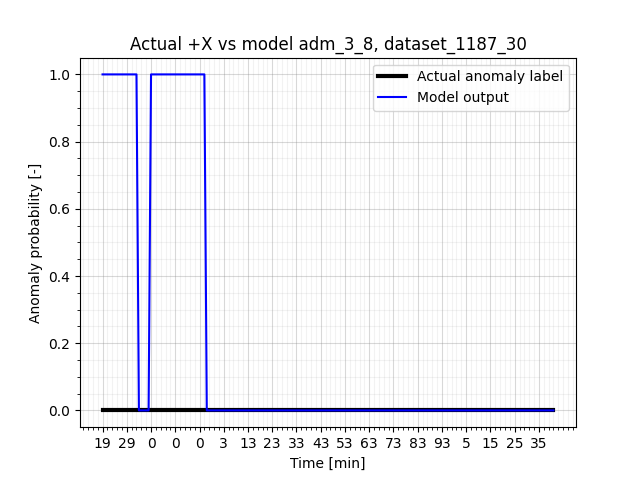 Actual +X vs model adm_3_8, dataset_1187_30
Actual anomaly label
Model output
Anomaly probability [-]
1.0
0.8
0.6
0.4
0.2
0.0
19 29 0 0 0 3 13 23 33 43 53 63 73 83 93 5 15 25 35
Time [min]